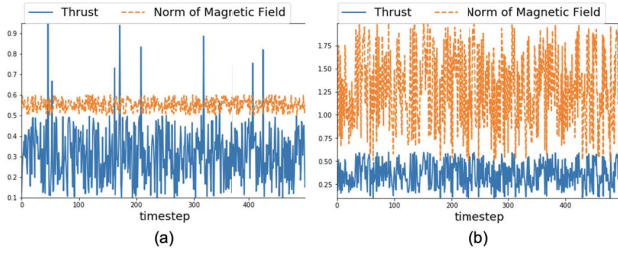 Thrust Norm of Magnetic Field
0.9
0.8
0.7
0.6
0.5
0.4
0.3
0.2
0.1
0 100 200 300 400
timestep
(a)
Thrust Norm of Magnetic Field
1.75
1.50
1.25
1.00
0.75
0.50
0.25
0 200 400
timestep
(b)